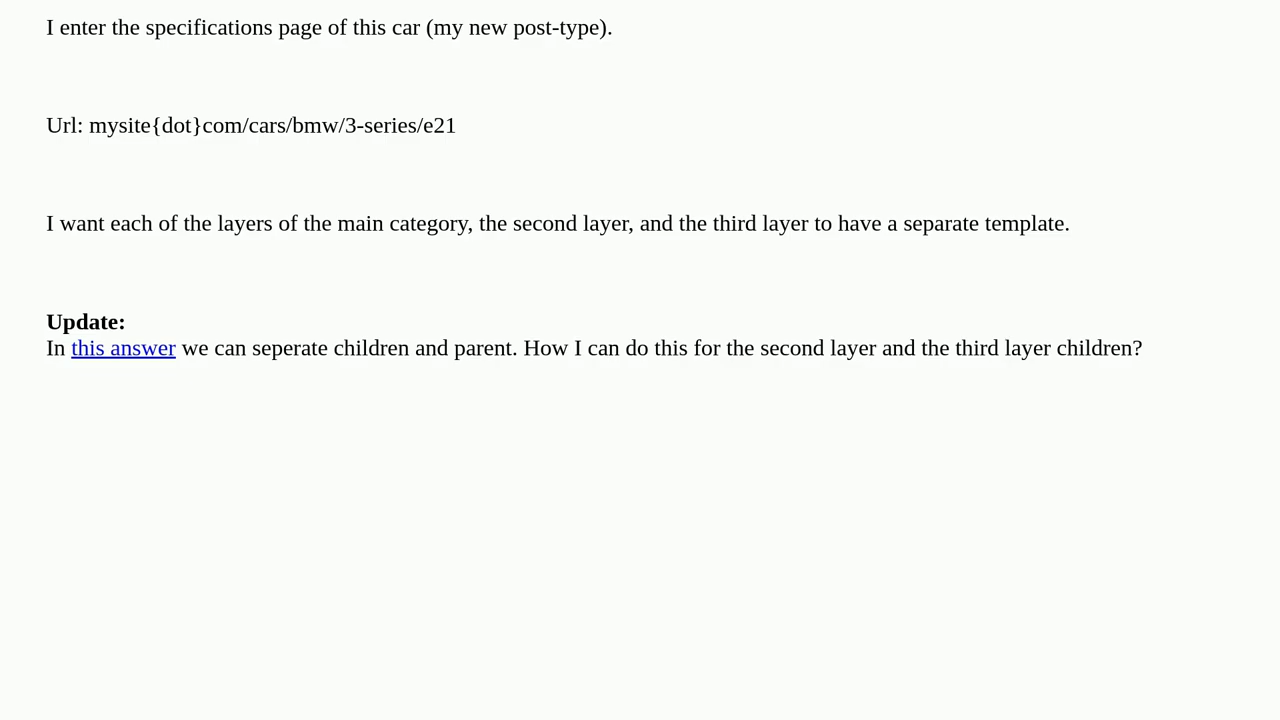 I enter the specifications page of this car (my new post-type).
Url: mysite{dot}com/cars/bmw/3-series/e21
I want each of the layers of the main category, the second layer, and the third layer to have a separate template.
Update:
In this answer we can seperate children and parent. How I can do this for the second layer and the third layer children?